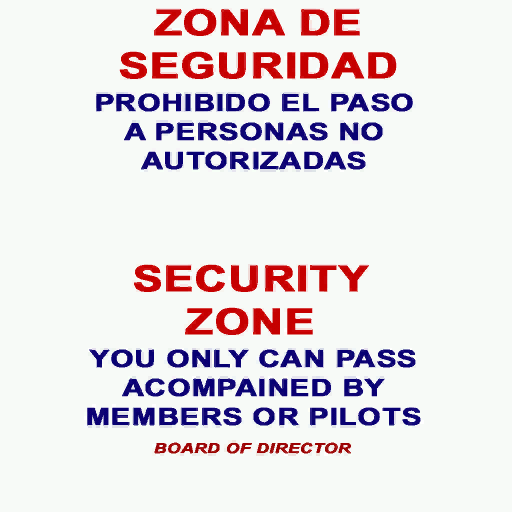 ZONA DE
SEGURIDAD
PROHIBIDO EL PASO
A PERSONAS NO
AUTORIZADAS
SECURITY
ZONE
YOU ONLY CAN PASS
ACOMPAINED BY
MEMBERS OR PILOTS
BOARD OF DIRECTOR